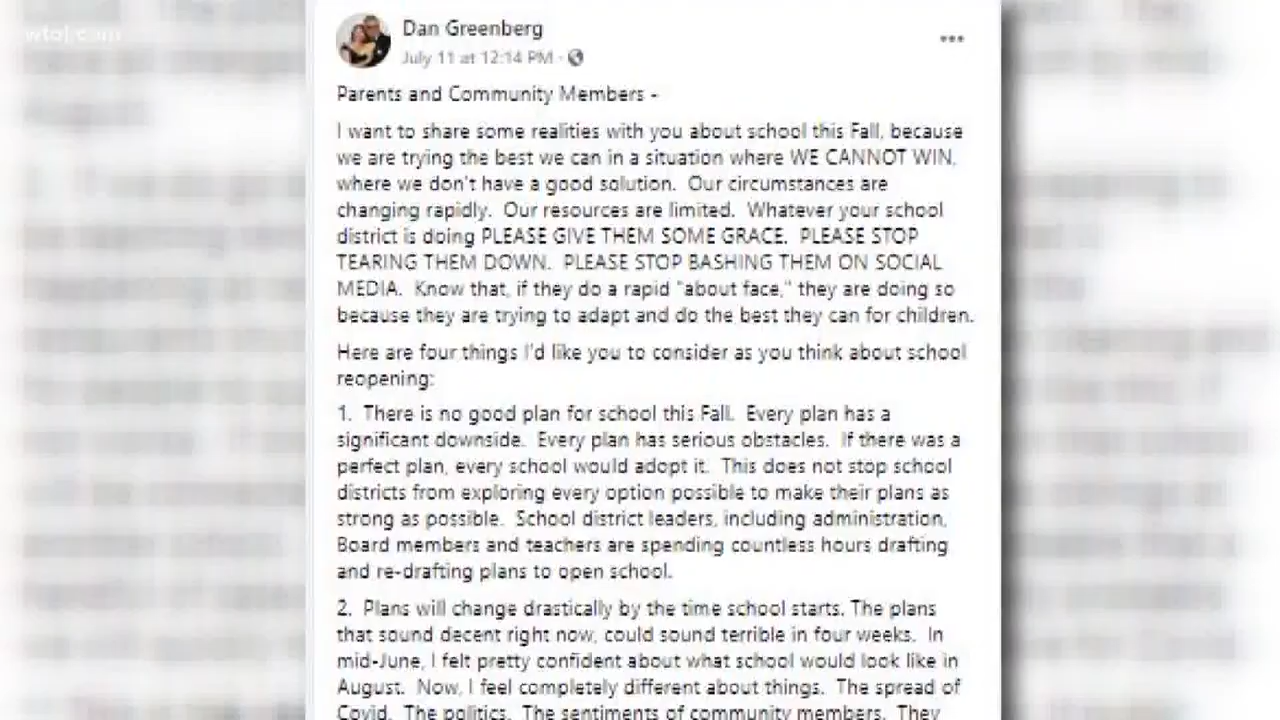 wtol.com
Dan Greenberg
July 11 at 12:14 PM ·
Parents and Community Members -
I want to share some realities with you about school this Fall, because
we are trying the best we can in a situation where WE CANNOT WIN,
where we don't have a good solution. Our circumstances are
changing rapidly. Our resources are limited. Whatever your school
district is doing PLEASE GIVE THEM SOME GRACE. PLEASE STOP
TEARING THEM DOWN. PLEASE STOP BASHING THEM ON SOCIAL
MEDIA. Know that, if they do a rapid "about face," they are doing so
because they are trying to adapt and do the best they can for children.
Here are four things I'd like you to consider as you think about school
reopening:
1. There is no good plan for school this Fall. Every plan has a
significant downside. Every plan has serious obstacles. If there was a
perfect plan, every school would adopt it. This does not stop school
districts from exploring every option possible to make their plans as
strong as possible. School district leaders, including administration,
Board members and teachers are spending countless hours drafting
and re-drafting plans to open school.
2. Plans will change drastically by the time school starts. The plans
that sound decent right now, could sound terrible in four weeks. In
mid-June, I felt pretty confident about what school would look like in
August. Now, I feel completely different about things. The spread of
Covid. The politics. The sentiments of community members. They